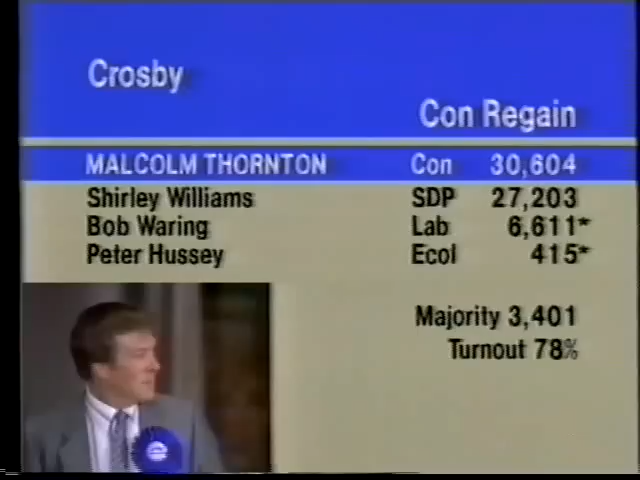 Crosby
Con Regain
MALCOLM THORNTON Con 30,604
Shirley Williams SDP 27,203
Bob Waring Lab 6,611*
Peter Hussey Ecol 415*
Majority 3,401
Turnout 78%